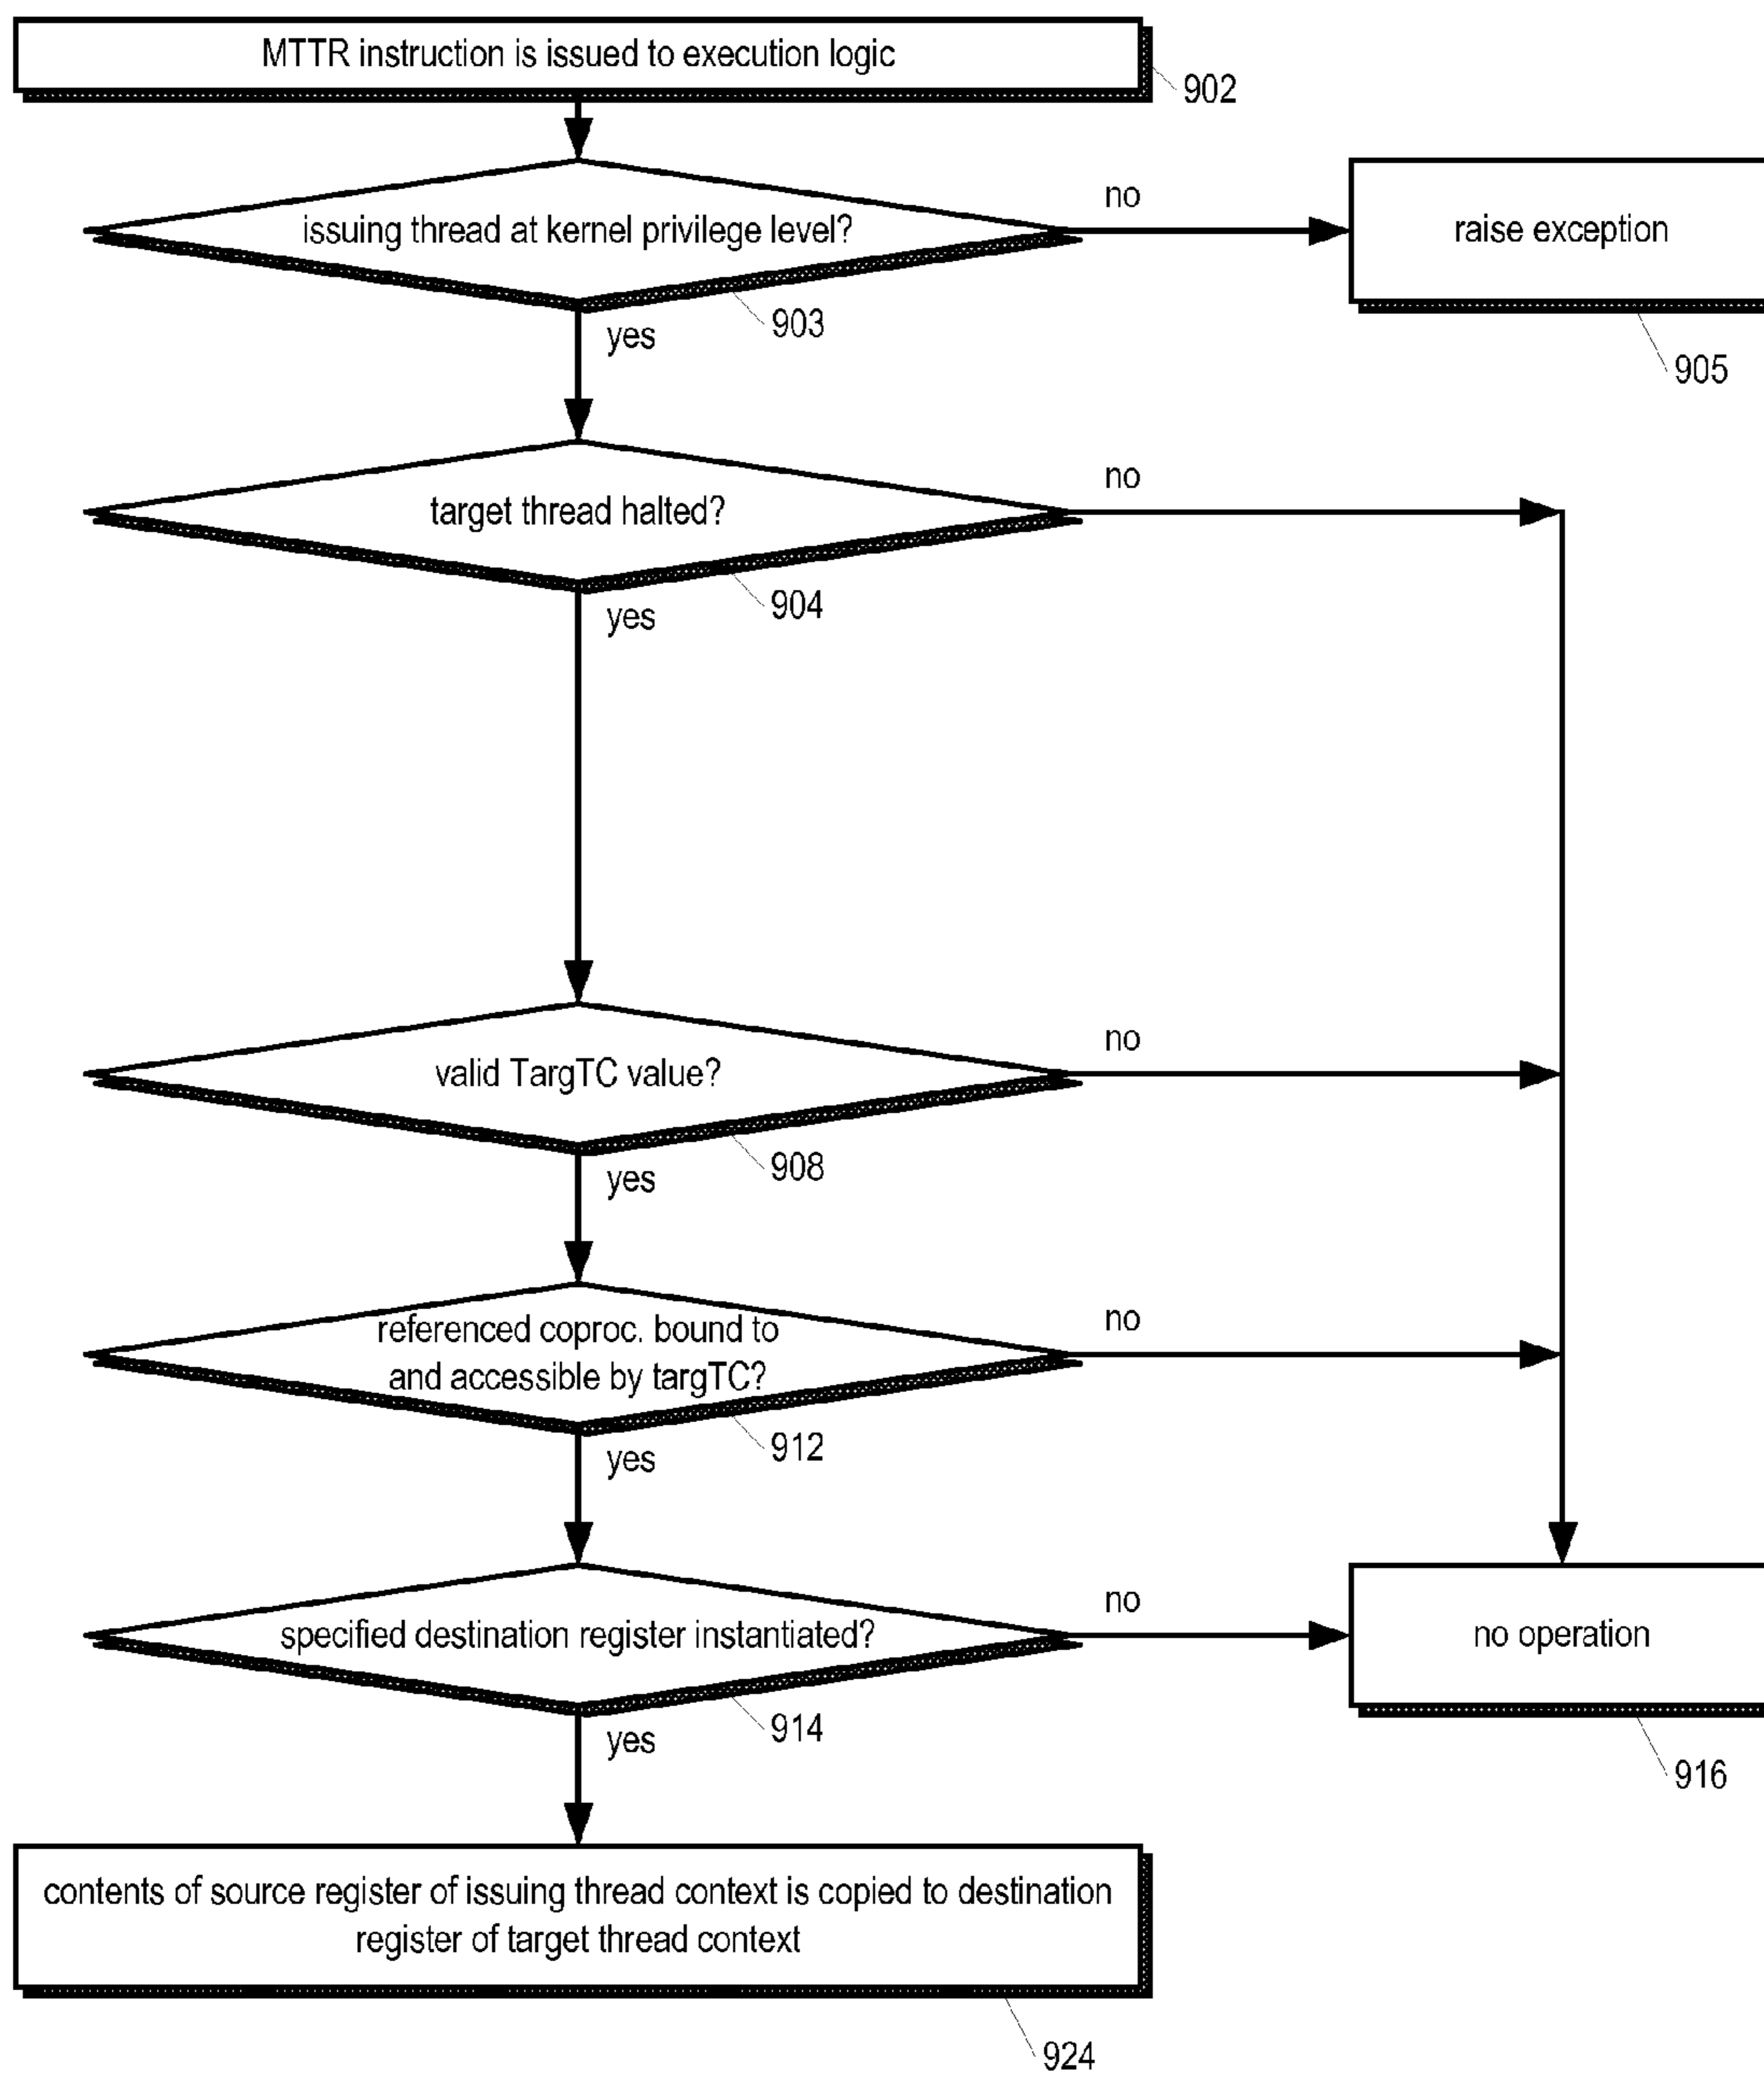 MTTR instruction is issued to execution logic
902
issuing thread at kernel privilege level?
no
raise exception
903
yes
905
target thread halted?
no
904
yes
valid TargTC value?
no
908
yes
referenced coproc. bound to
and accessible by targTC?
no
912
yes
specified destination register instantiated?
no
no operation
914
yes
916
contents of source register of issuing thread context is copied to destination
register of target thread context
924